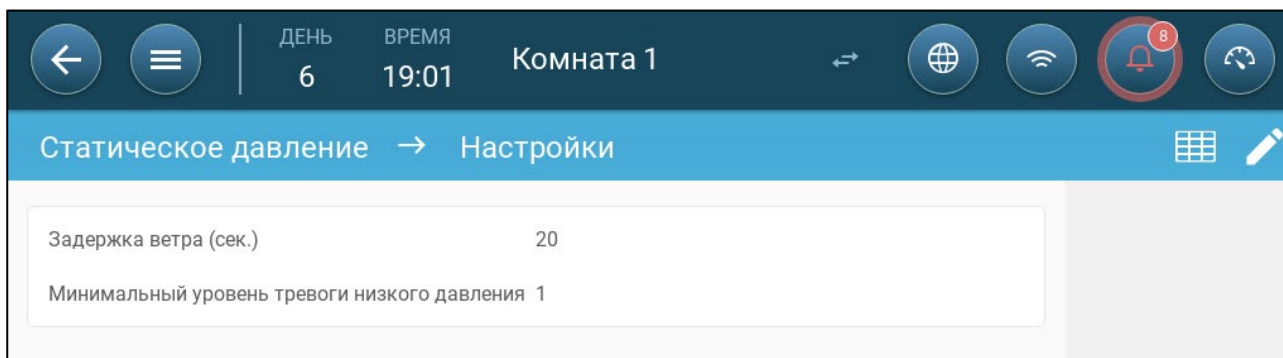 ДЕНЬ ВРЕМЯ
6 19:01 Комната 1 8
Статическое давление → Настройки
Задержка ветра (сек.) 20
Минимальный уровень тревоги низкого давления 1